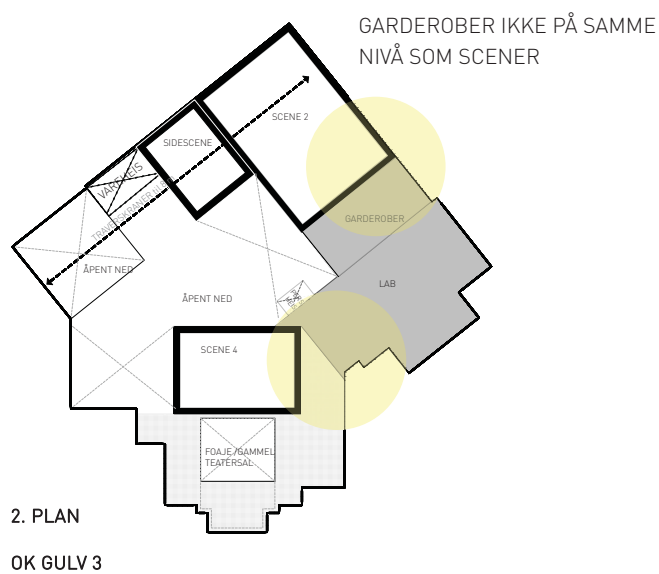 GARDEROBER IKKE PÅ SAMME
NIVÅ SOM SCENER
SCENE 2
SIDESCENE
VAREHEIS
GARDEROBER
ÅPENT NED
LAB
ÅPENT NED
SCENE 4
FOAJE/GAMMEL
TEATERSAL
2. PLAN
OK GULV 3